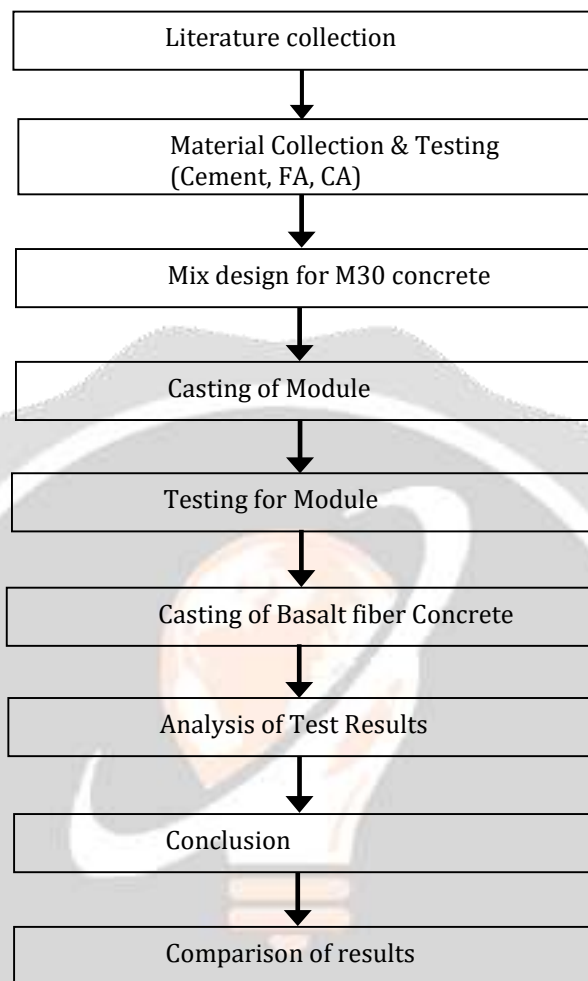 Literature collection
Material Collection & Testing
(Cement, FA, CA)
Mix design for M30 concrete
Casting of Module
Testing for Module
Casting of Basalt fiber Concrete
Analysis of Test Results
Conclusion
Comparison of results